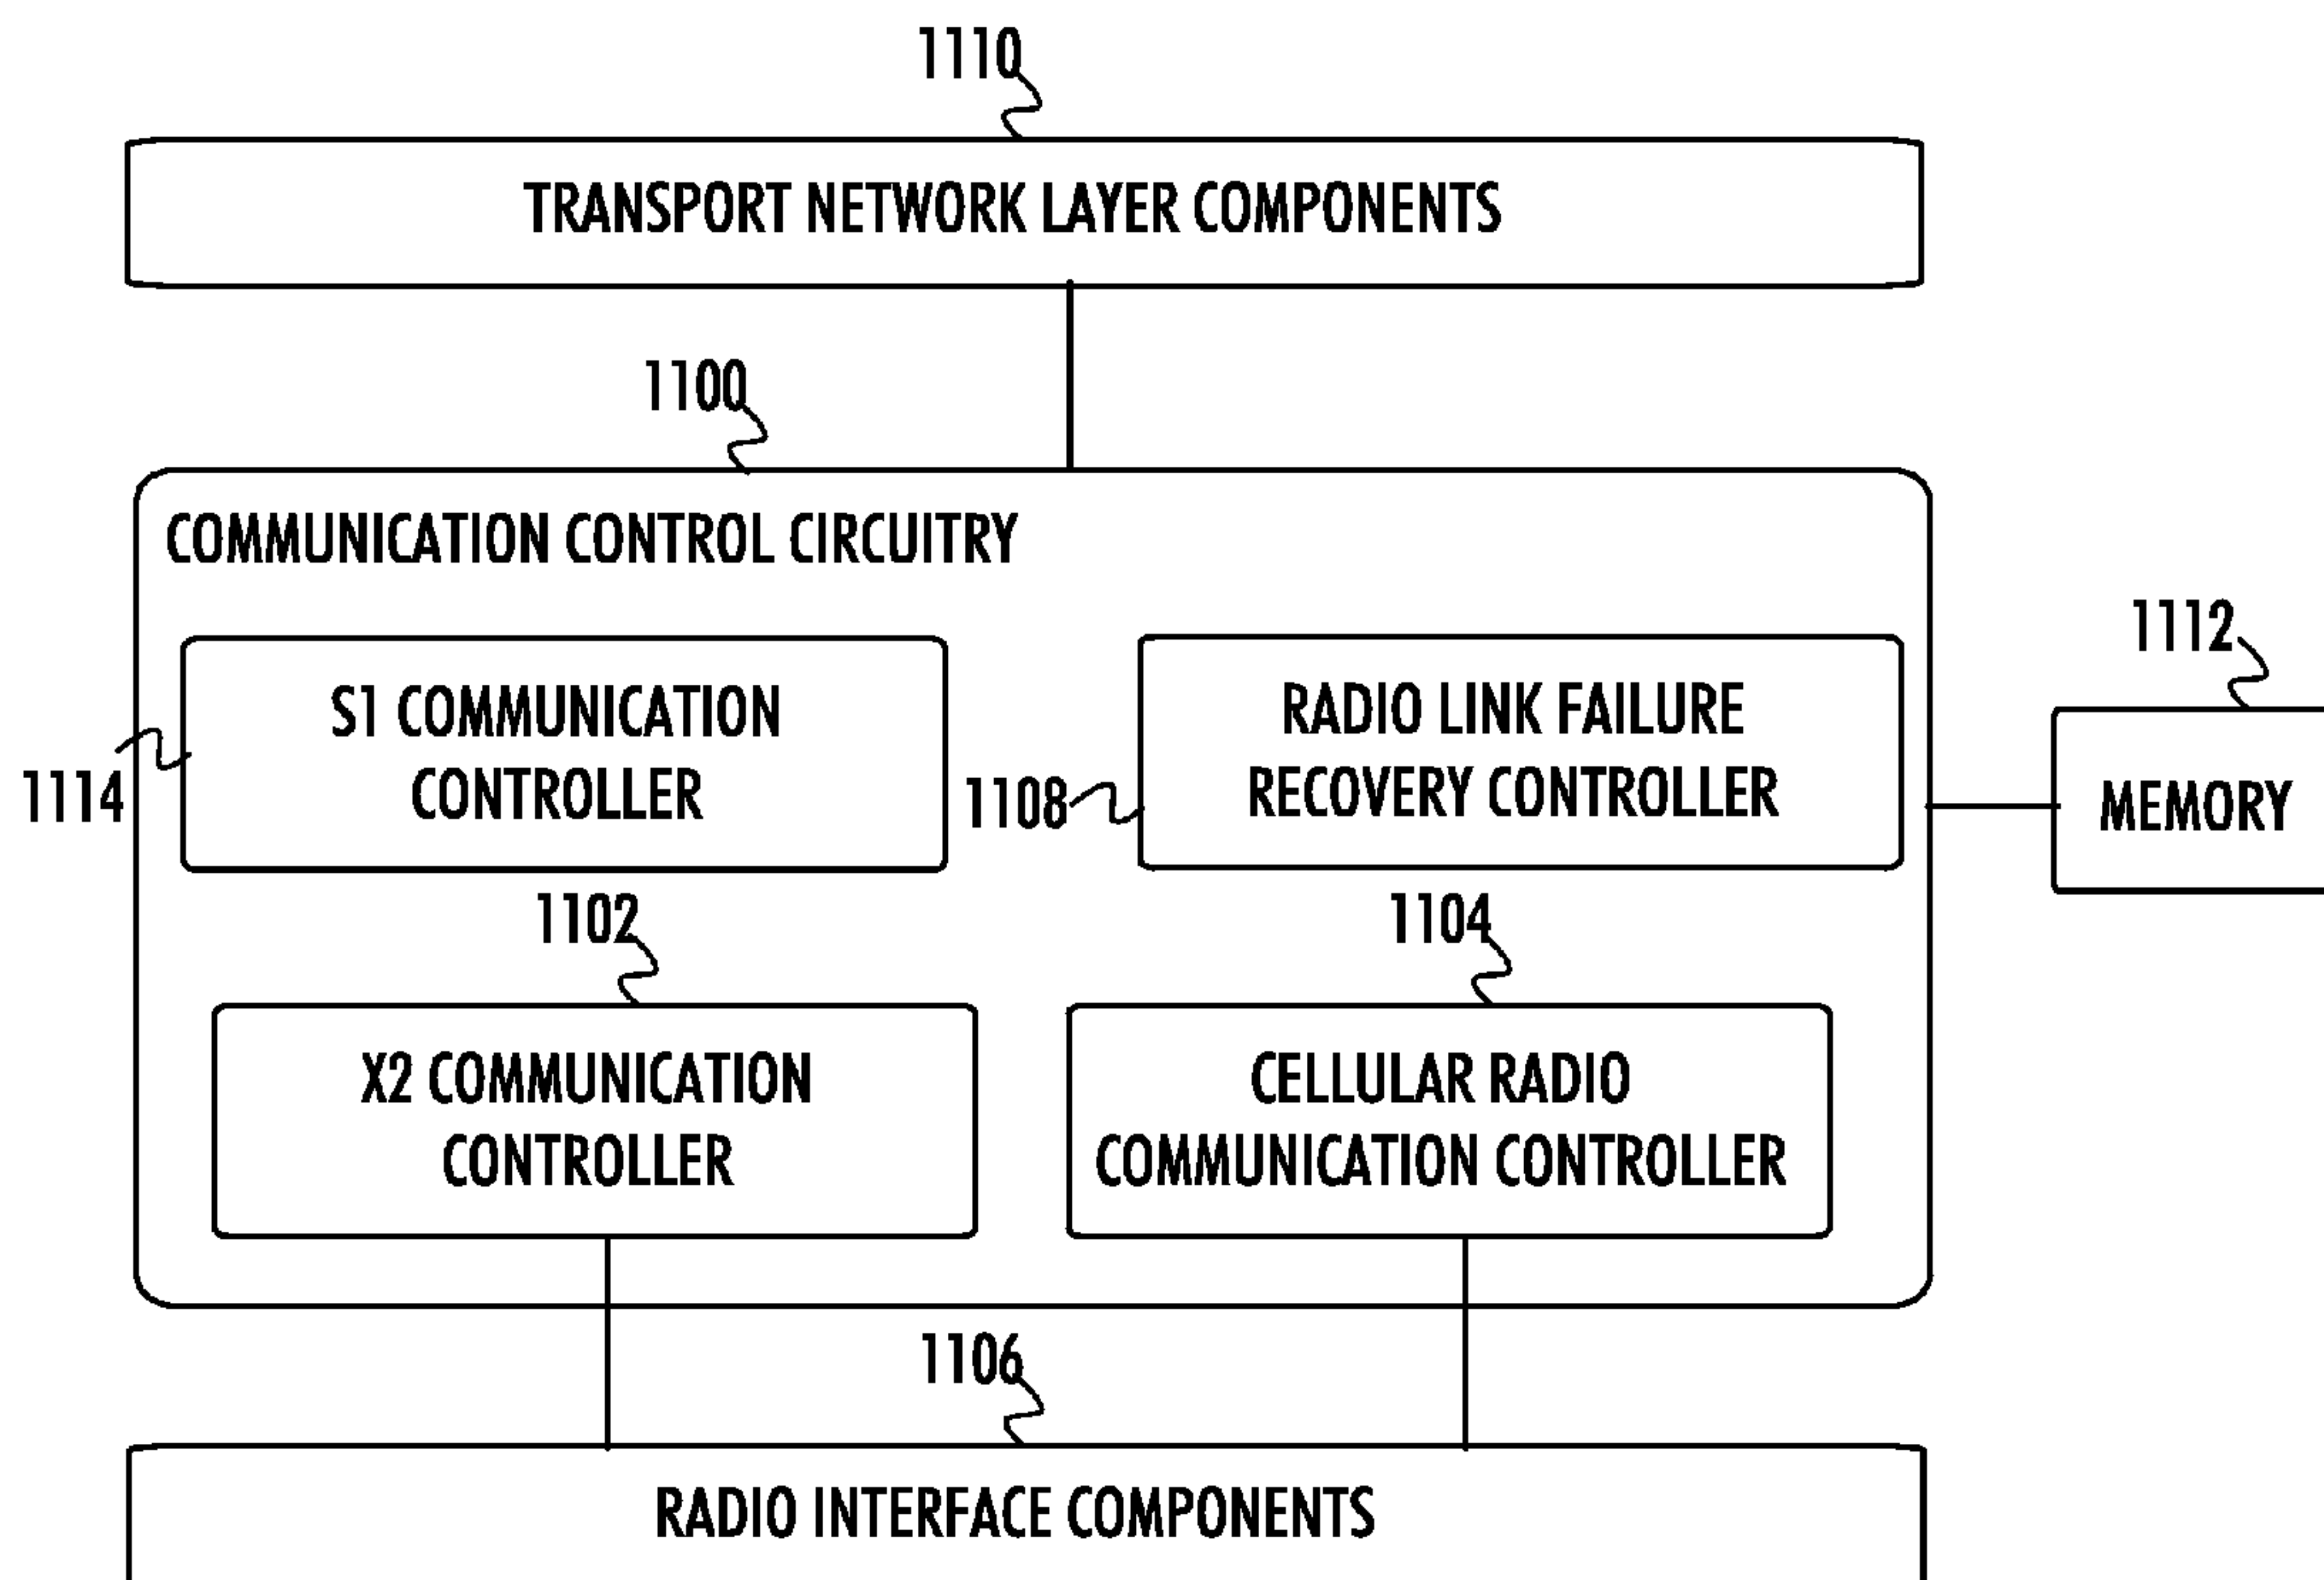 1110
TRANSPORT NETWORK LAYER COMPONENTS
1100
COMMUNICATION CONTROL CIRCUITRY
1112
S1 COMMUNICATION
CONTROLLER
1114
RADIO LINK FAILURE
RECOVERY CONTROLLER
1108
MEMORY
1102
1104
X2 COMMUNICATION
CONTROLLER
CELLULAR RADIO
COMMUNICATION CONTROLLER
1106
RADIO INTERFACE COMPONENTS